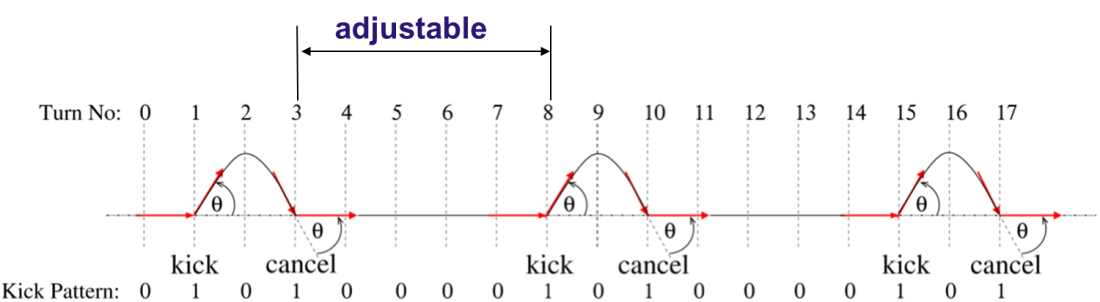 adjustable
Turn No: 0 1 2 3 4 5 6 7 8 9 10 11 12 13 14 15 16 17
θ θ θ
θ θ θ
kick cancel kick cancel kick cancel
Kick Pattern: 0 1 0 1 0 0 0 0 1 0 1 0 0 0 0 1 0 1